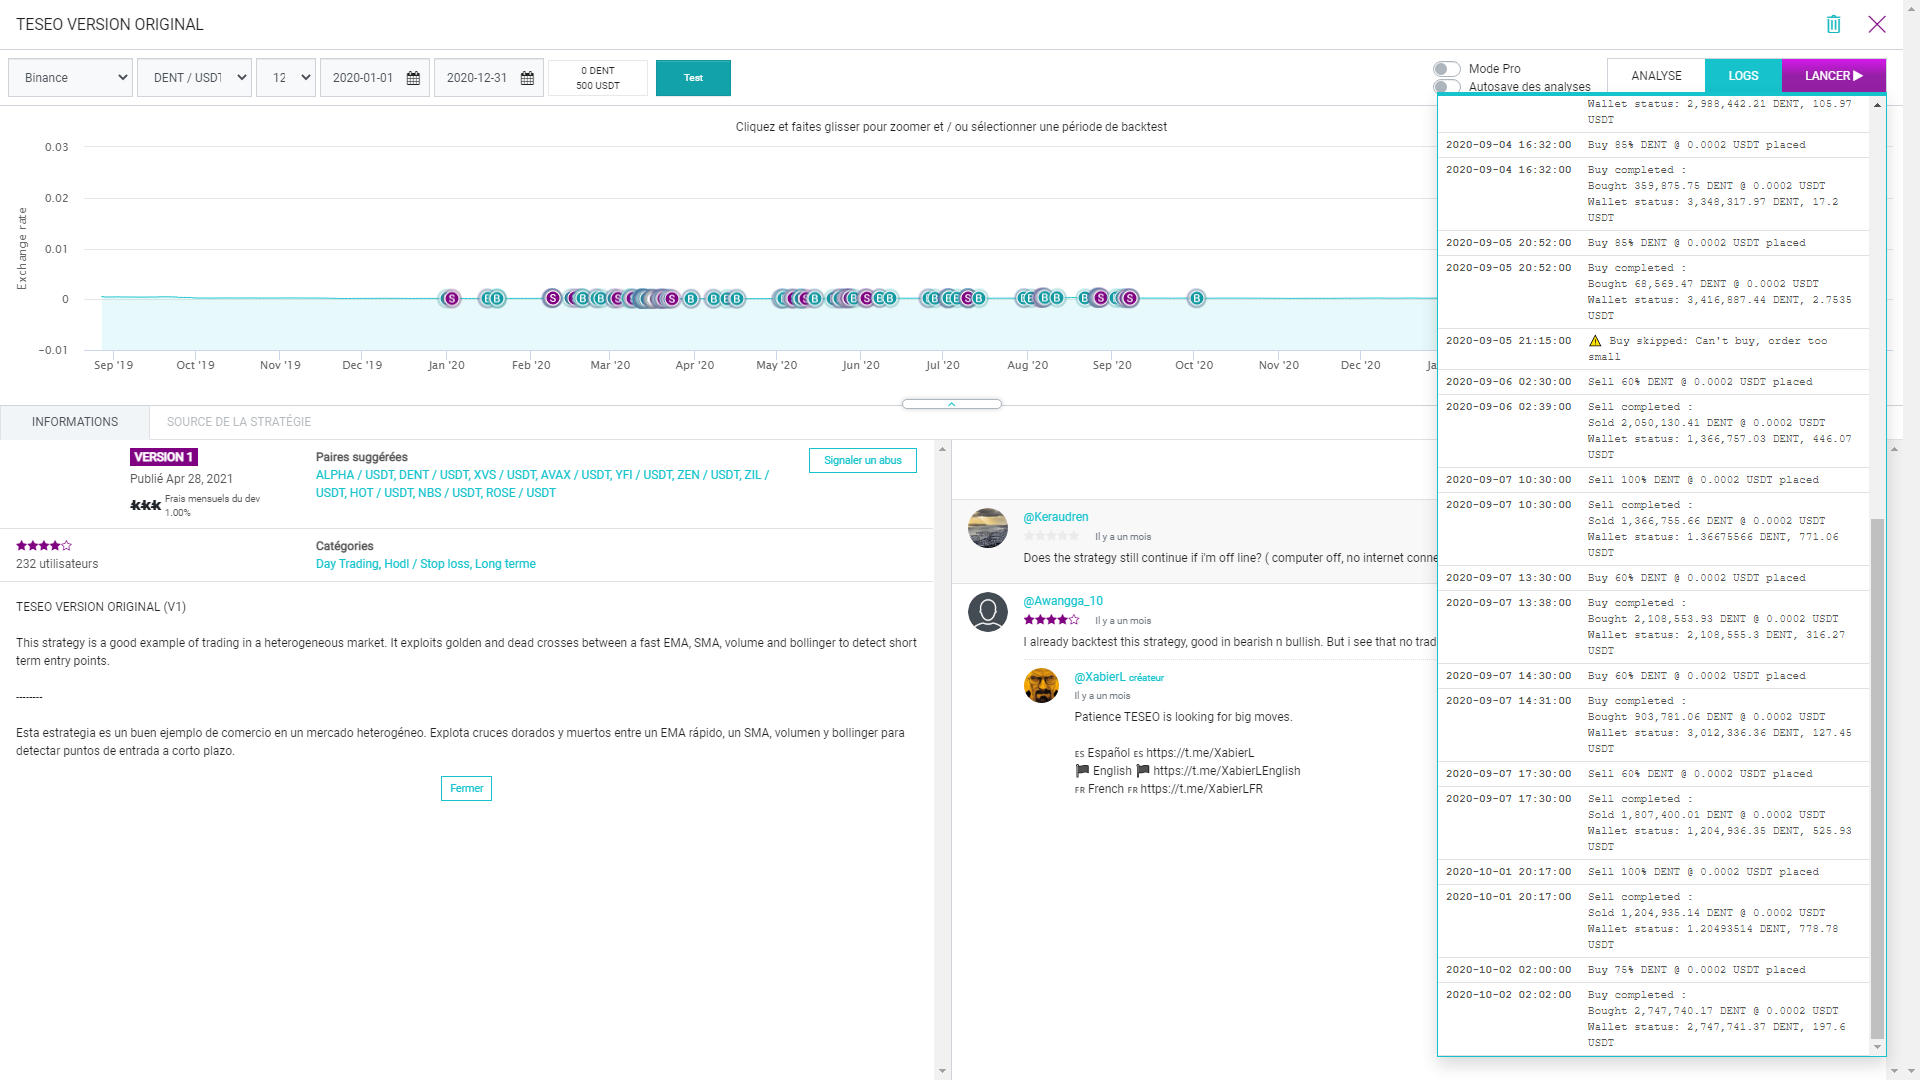 TESEO VERSION ORIGINAL
Binance
DENT / USDT
12
2020-01-01
2020-12-31
0 DENT
500 USDT
Test
Mode Pro
Autosave des analyses
ANALYSE
LOGS
LANCER
Cliquez et faites glisser pour zoomer et / ou sélectionner une période de backtest
Exchange rate
0.03
0.02
0.01
0
-0.01
Sep '19 Oct '19 Nov '19 Dec '19 Jan '20 Feb '20 Mar '20 Apr '20 May '20 Jun '20 Jul '20 Aug '20 Sep '20 Oct '20 Nov '20 Dec '20
INFORMATIONS
SOURCE DE LA STRATÉGIE
VERSION 1
Publié Apr 28, 2021
Frais mensuels du dev
1.00%
Paires suggérées
ALPHA / USDT, DENT / USDT, XVS / USDT, AVAX / USDT, YFI / USDT, ZEN / USDT, ZIL /
USDT, HOT / USDT, NBS / USDT, ROSE / USDT
Signaler un abus
232 utilisateurs
Catégories
Day Trading, Hodl / Stop loss, Long terme
TESEO VERSION ORIGINAL (V1)
This strategy is a good example of trading in a heterogeneous market. It exploits golden and dead crosses between a fast EMA, SMA, volume and bollinger to detect short
term entry points.
--------
Esta estrategia es un buen ejemplo de comercio en un mercado heterogéneo. Explota cruces dorados y muertos entre un EMA rápido, un SMA, volumen y bollinger para
detectar puntos de entrada a corto plazo.
Fermer
@Keraudren
Il y a un mois
Does the strategy still continue if i'm off line? ( computer off, no internet conne
@Awangga_10
Il y a un mois
I already backtest this strategy, good in bearish n bullish. But i see that no trad
@XabierL créateur
Il y a un mois
Patience TESEO is looking for big moves.
ES Español ES https://t.me/XabierL
English https://t.me/XabierLEnglish
FR French FR https://t.me/XabierLFR
Wallet status: 2,988,442.21 DENT, 105.97
USDT
2020-09-04 16:32:00 Buy 85% DENT @ 0.0002 USDT placed
2020-09-04 16:32:00 Buy completed :
Bought 359,875.75 DENT @ 0.0002 USDT
Wallet status: 3,348,317.97 DENT, 17.2
USDT
2020-09-05 20:52:00 Buy 85% DENT @ 0.0002 USDT placed
2020-09-05 20:52:00 Buy completed :
Bought 68,569.47 DENT @ 0.0002 USDT
Wallet status: 3,416,887.44 DENT, 2.7535
USDT
2020-09-05 21:15:00 Buy skipped: Can't buy, order too
small
2020-09-06 02:30:00 Sell 60% DENT @ 0.0002 USDT placed
2020-09-06 02:39:00 Sell completed :
Sold 2,050,130.41 DENT @ 0.0002 USDT
Wallet status: 1,366,757.03 DENT, 446.07
USDT
2020-09-07 10:30:00 Sell 100% DENT @ 0.0002 USDT placed
2020-09-07 10:30:00 Sell completed :
Sold 1,366,755.66 DENT @ 0.0002 USDT
Wallet status: 1.36675566 DENT, 771.06
USDT
2020-09-07 13:30:00 Buy 60% DENT @ 0.0002 USDT placed
2020-09-07 13:38:00 Buy completed :
Bought 2,108,553.93 DENT @ 0.0002 USDT
Wallet status: 2,108,555.3 DENT, 316.27
USDT
2020-09-07 14:30:00 Buy 60% DENT @ 0.0002 USDT placed
2020-09-07 14:31:00 Buy completed :
Bought 903,781.06 DENT @ 0.0002 USDT
Wallet status: 3,012,336.36 DENT, 127.45
USDT
2020-09-07 17:30:00 Sell 60% DENT @ 0.0002 USDT placed
2020-09-07 17:30:00 Sell completed :
Sold 1,807,400.01 DENT @ 0.0002 USDT
Wallet status: 1,204,936.35 DENT, 525.93
USDT
2020-10-01 20:17:00 Sell 100% DENT @ 0.0002 USDT placed
2020-10-01 20:17:00 Sell completed :
Sold 1,204,935.14 DENT @ 0.0002 USDT
Wallet status: 1.20493514 DENT, 778.78
USDT
2020-10-02 02:00:00 Buy 75% DENT @ 0.0002 USDT placed
2020-10-02 02:02:00 Buy completed :
Bought 2,747,740.17 DENT @ 0.0002 USDT
Wallet status: 2,747,741.37 DENT, 197.6
USDT